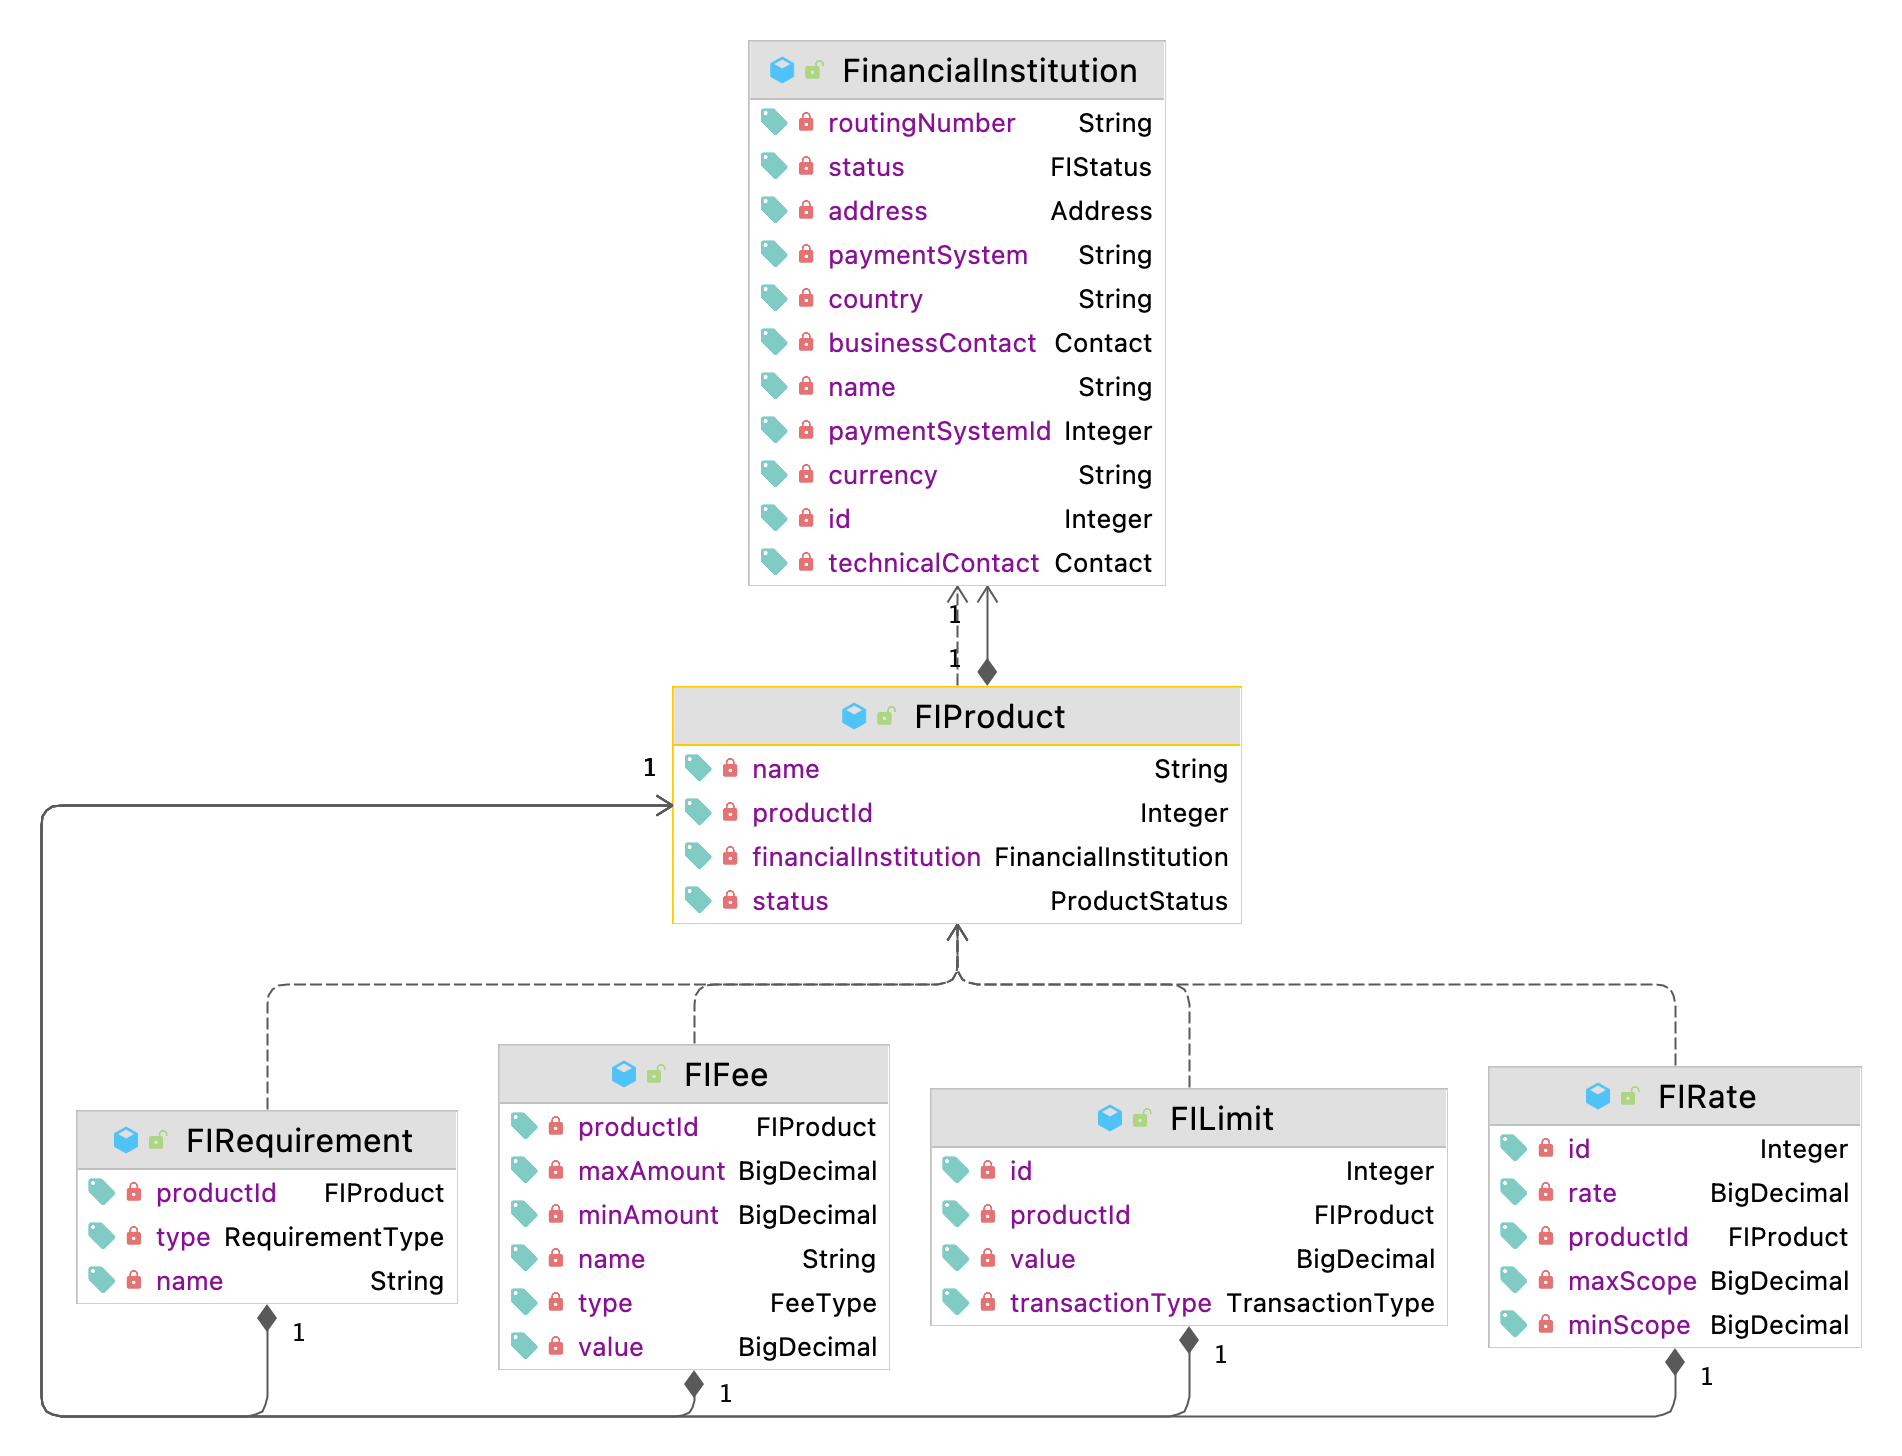 FinancialInstitution
routingNumber String
status FIStatus
address Address
paymentSystem String
country String
businessContact Contact
name String
paymentSystemId Integer
currency String
id Integer
technicalContact Contact
1
1
FIProduct
1
name String
productId Integer
financialInstitution FinancialInstitution
status ProductStatus
FIRequirement
productId FIProduct
type RequirementType
name String
1
FIFee
productId FIProduct
maxAmount BigDecimal
minAmount BigDecimal
name String
type FeeType
value BigDecimal
1
FILimit
id Integer
productId FIProduct
value BigDecimal
transactionType TransactionType
1
FIRate
id Integer
rate BigDecimal
productId FIProduct
maxScope BigDecimal
minScope BigDecimal
1